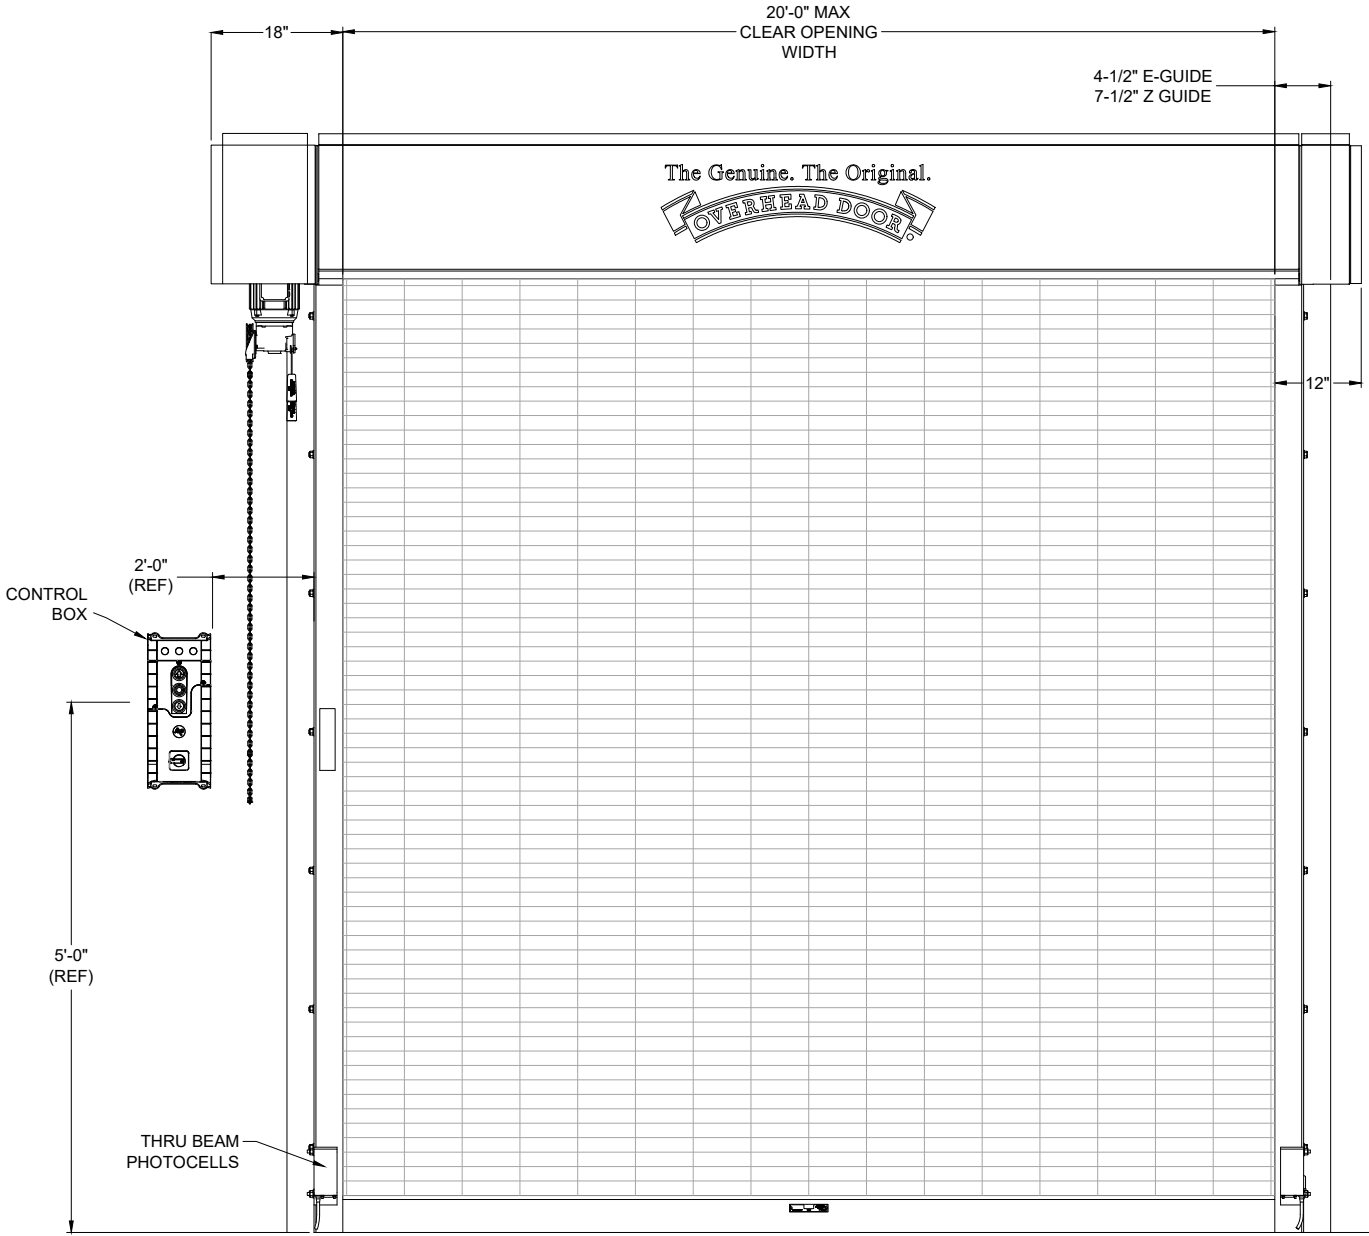 20'-0" MAX
CLEAR OPENING
WIDTH
18"
4-1/2" E-GUIDE
7-1/2" Z GUIDE
The Genuine. The Original.
OVERHEAD DOOR
12"
2'-0"
(REF)
CONTROL
BOX
5'-0"
(REF)
THRU BEAM
PHOTOCELLS